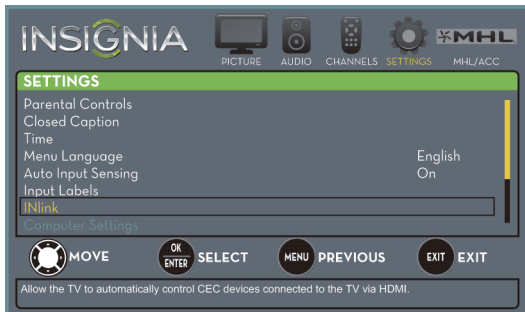 INSIGNIA
MHL
PICTURE AUDIO CHANNELS SETTINGS MHL/ACC
SETTINGS
Parental Controls
Closed Caption
Time
Menu Language English
Auto Input Sensing On
Input Labels
INlink
Computer Settings
MOVE OK ENTER SELECT MENU PREVIOUS EXIT EXIT
Allow the TV to automatically control CEC devices connected to the TV via HDMI.